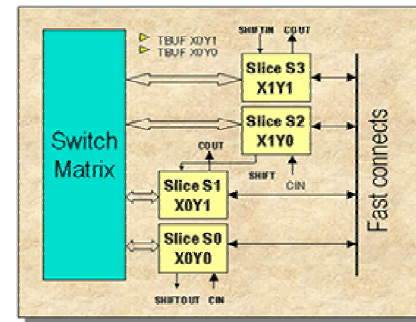 TBUF X0Y1
TBUF X0Y0
SHIFTIN COUT
Slice S3
X1Y1
Slice S2
X1Y0
Switch
Matrix
COUT
SHIFT
CIN
Slice S1
X0Y1
Fast connects
Slice S0
X0Y0
SHIFTOUT CIN